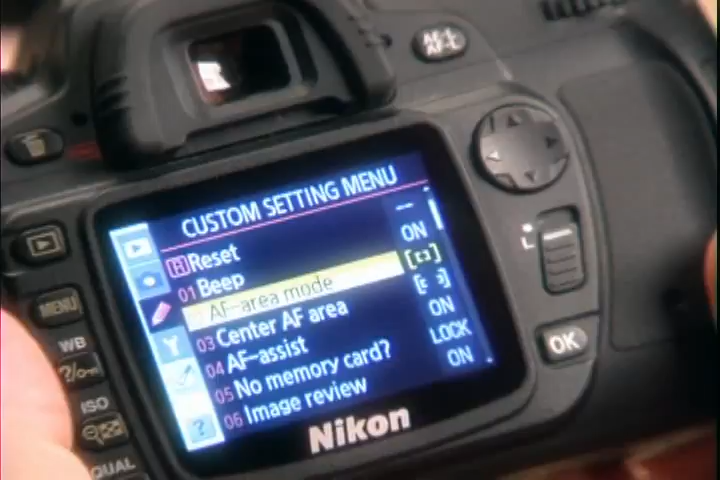 AE-L
AF-L
CUSTOM SETTING MENU
R Reset --
01 Beep ON
AF-area mode [ ]
03 Center AF area [ ]
04 AF-assist ON
05 No memory card? LOCK
06 Image review ON
Nikon
MENU
WB
?
ISO
QUAL
L
OK
?